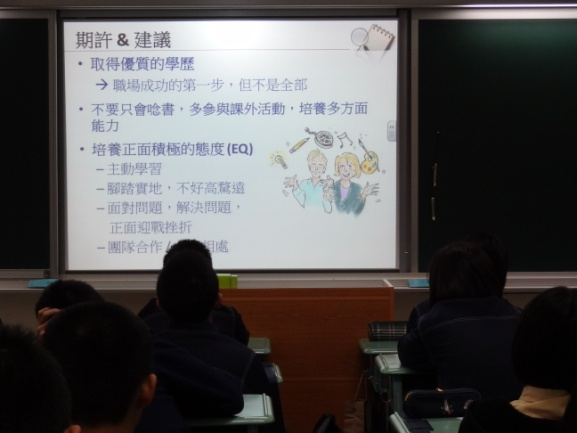 期許 & 建議
• 取得優質的學歷
→ 職場成功的第一步，但不是全部
• 不要只會唸書，多參與課外活動，培養多方面
能力
• 培養正面積極的態度 (EQ)
– 主動學習
– 腳踏實地，不好高騖遠
– 面對問題，解決問題，
正面迎戰挫折
– 團隊合作 / 相處